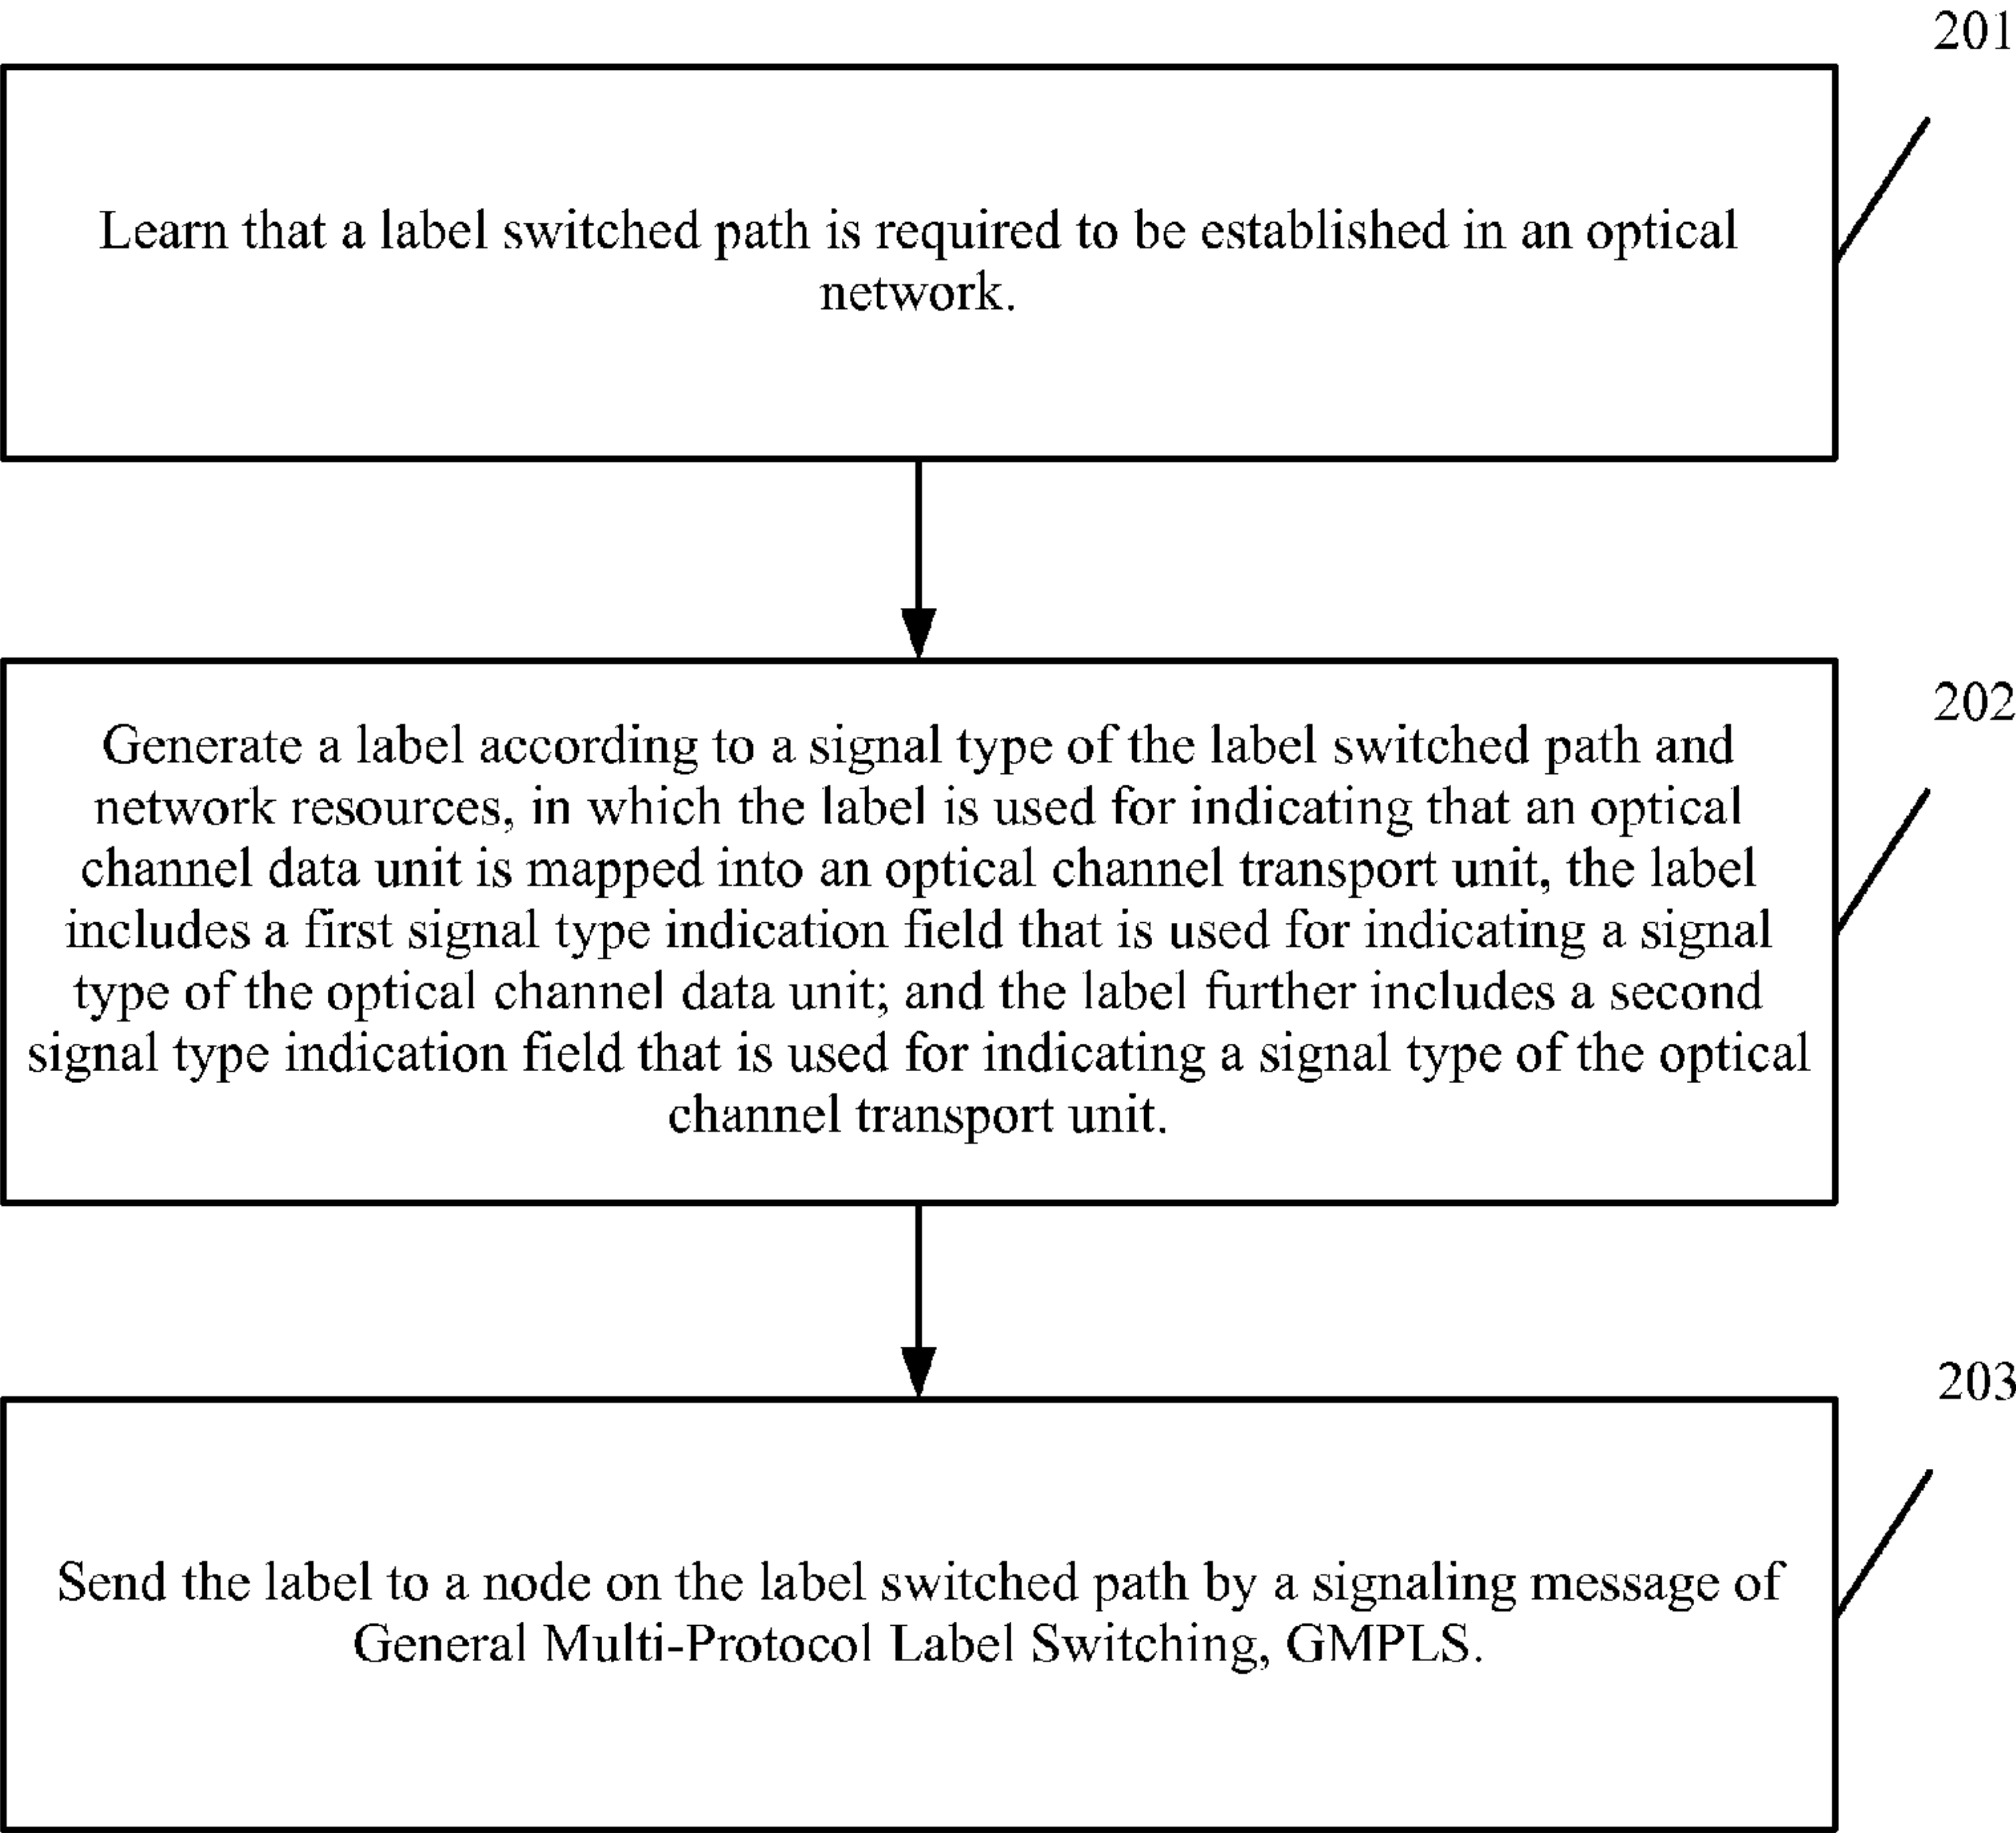 201
Learn that a label switched path is required to be established in an optical
network.
202
Generate a label according to a signal type of the label switched path and
network resources, in which the label is used for indicating that an optical
channel data unit is mapped into an optical channel transport unit, the label
includes a first signal type indication field that is used for indicating a signal
type of the optical channel data unit; and the label further includes a second
signal type indication field that is used for indicating a signal type of the optical
channel transport unit.
203
Send the label to a node on the label switched path by a signaling message of
General Multi-Protocol Label Switching, GMPLS.